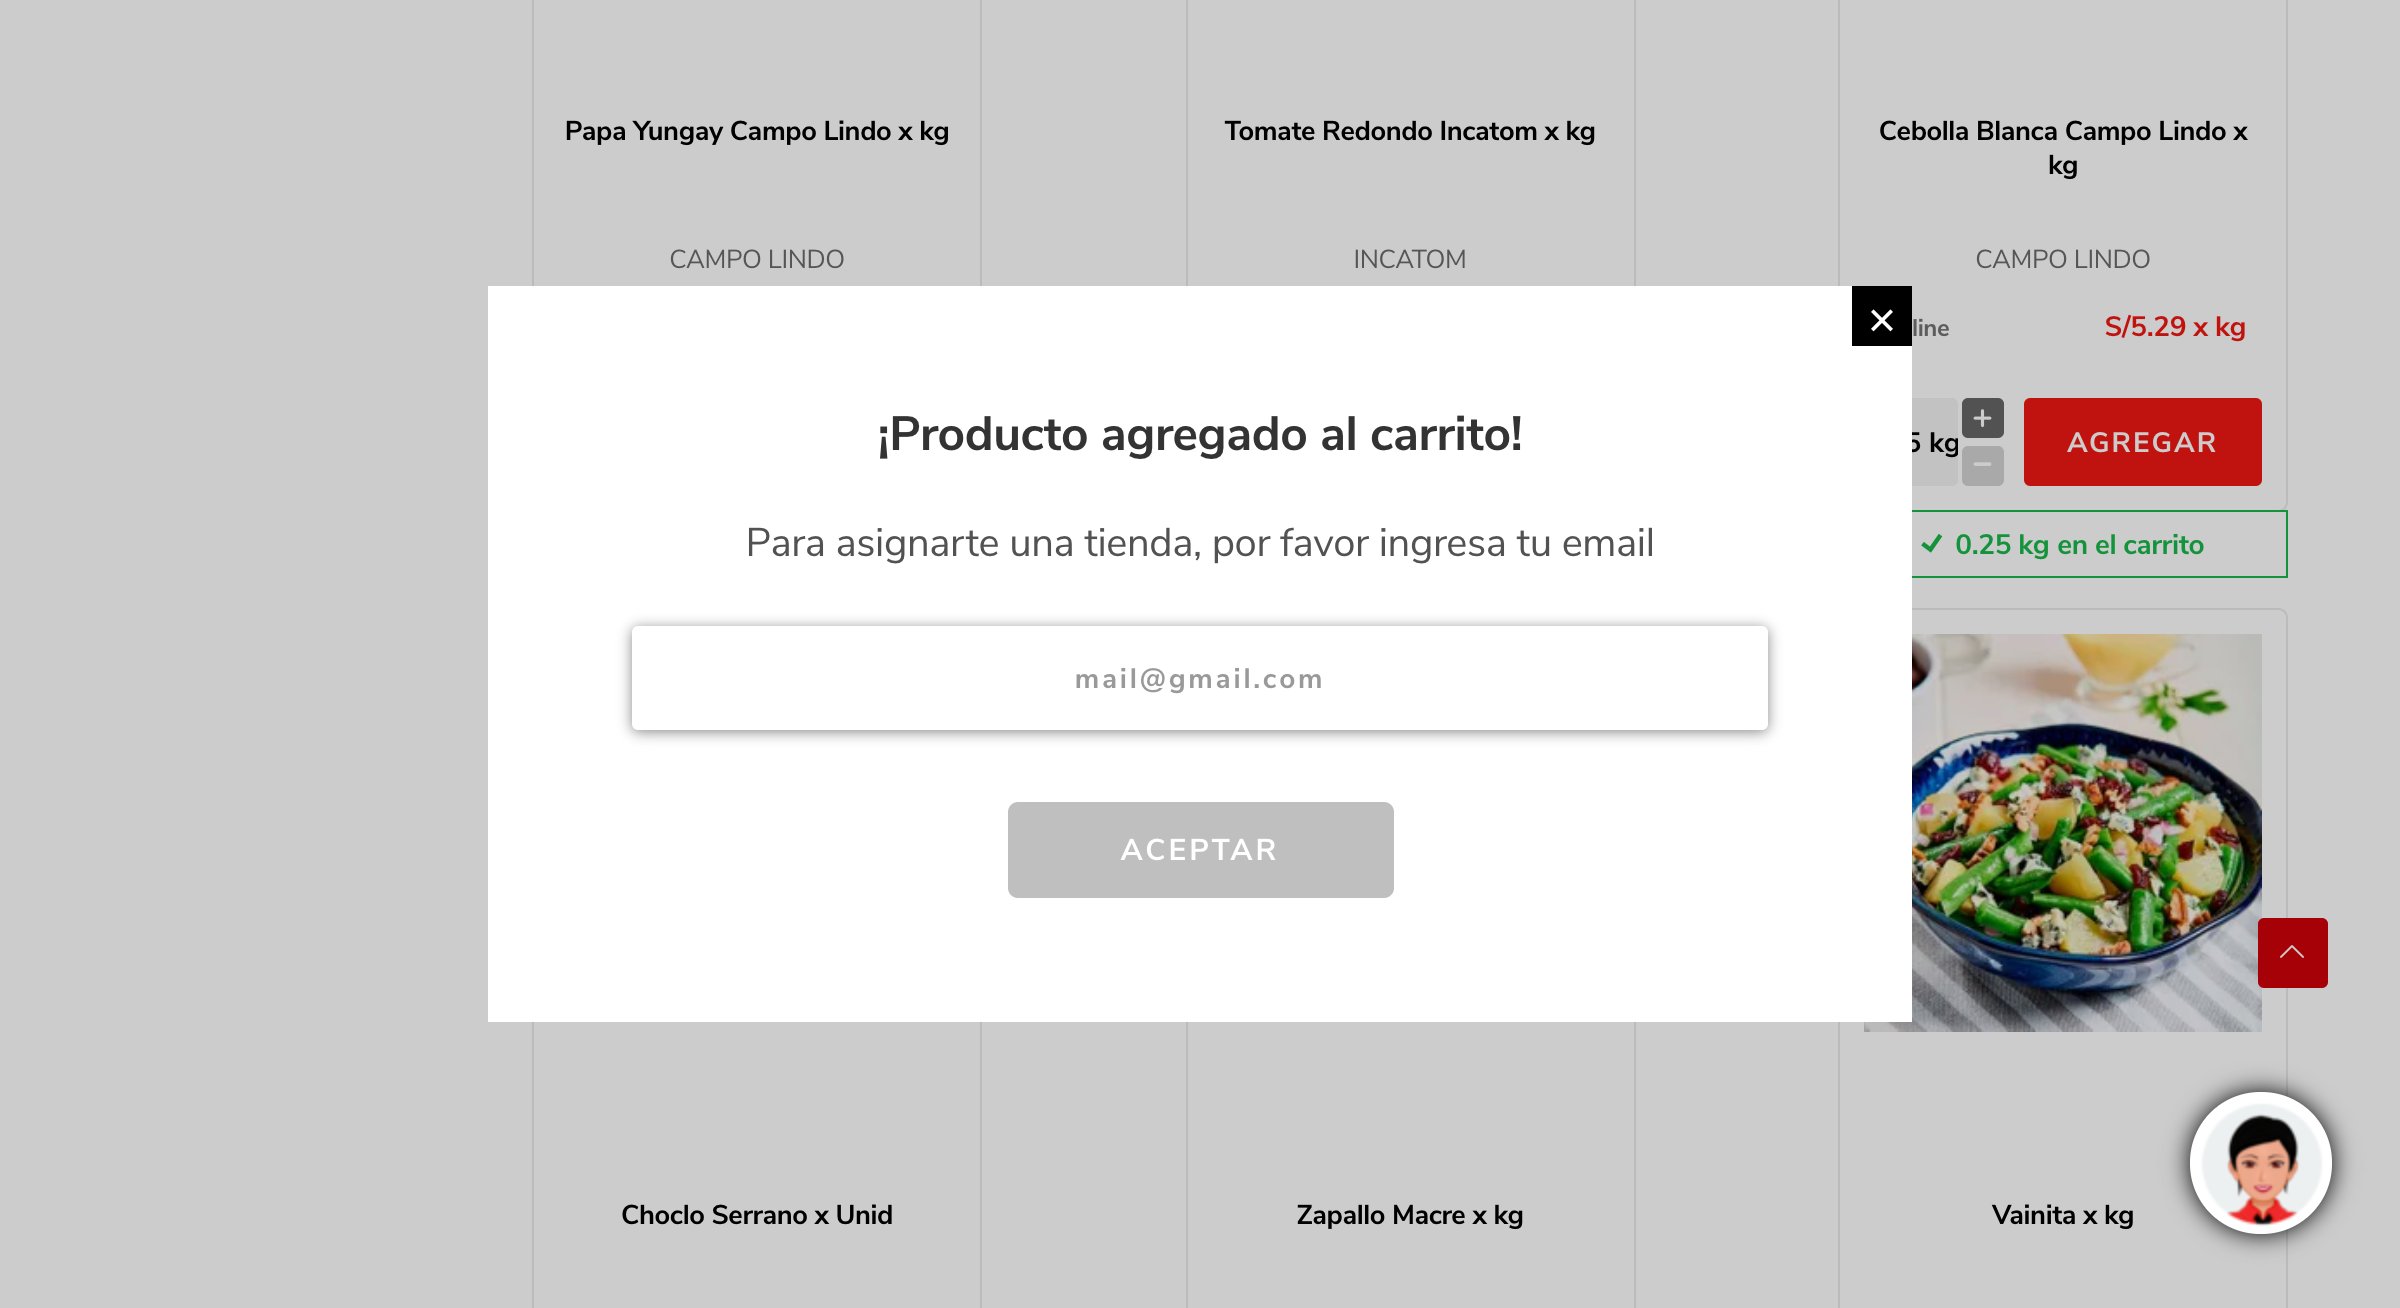 Papa Yungay Campo Lindo x kg
Tomate Redondo Incatom x kg
Cebolla Blanca Campo Lindo x
kg
CAMPO LINDO
INCATOM
CAMPO LINDO
S/5.29 x kg
¡Producto agregado al carrito!
kg
AGREGAR
Para asignarte una tienda, por favor ingresa tu email
0.25 kg en el carrito
mail@gmail.com
ACEPTAR
Choclo Serrano x Unid
Zapallo Macre x kg
Vainita x kg